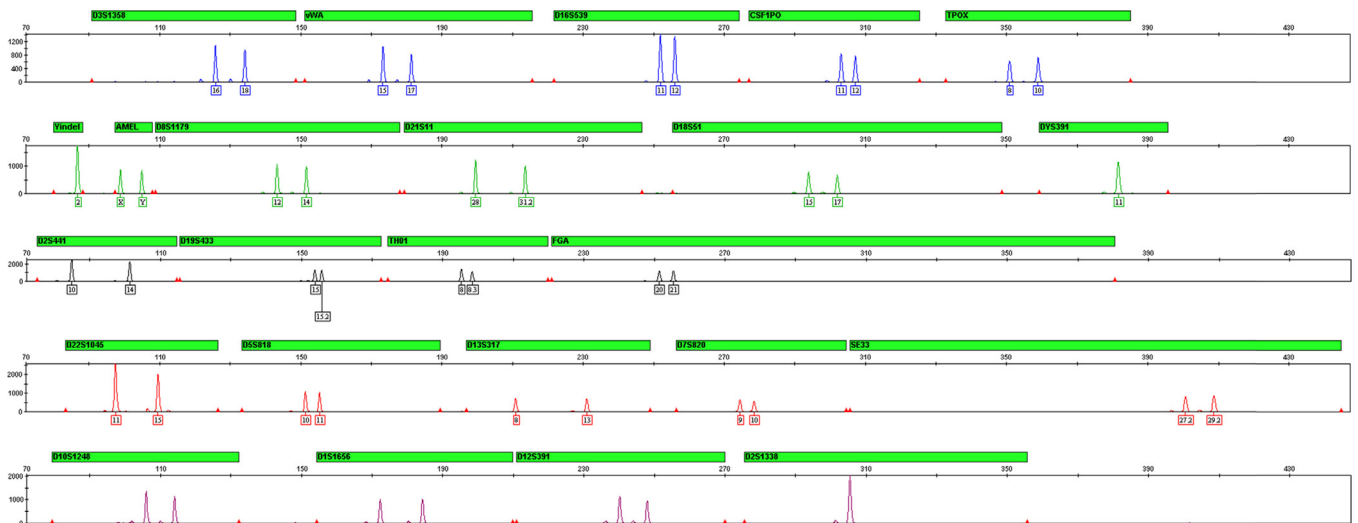 D3S1358 vWA D16S539 CSF1PO TPOX
70 110 150 190 230 270 310 350 390 430
1200
800
400
0
16 18 15 17 11 12 11 12 8 10
Yindel AMEL D8S1179 D21S11 D18S51 DYS391
70 110 150 190 230 270 310 350 390 430
1000
0
2 X Y 12 14 28 31.2 15 17 11
D2S441 D19S433 TH01 FGA
70 110 150 190 230 270 310 350 390 430
2000
0
10 14 15 8 8.3 20 21
15.2
D22S1045 D5S818 D13S317 D7S820 SE33
70 110 150 190 230 270 310 350 390 430
2000
1000
0
11 15 10 11 8 13 9 10 27.2 29.2
D10S1248 D1S1656 D12S391 D2S1338
70 110 150 190 230 270 310 350 390 430
2000
1000
0